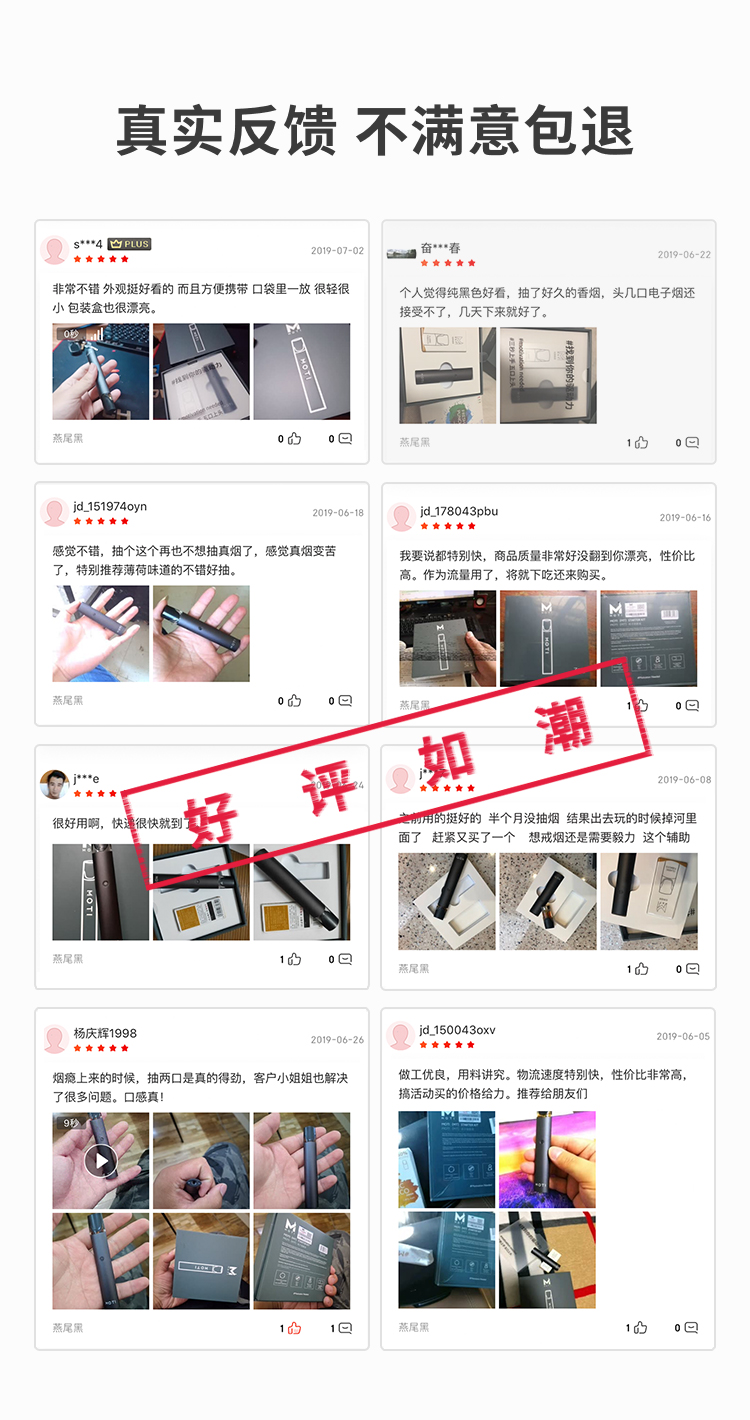 真实反馈 不满意包退
s***4 PLUS
2019-07-02
非常不错 外观挺好看的 而且方便携带 口袋里一放 很轻很
小 包装盒也很漂亮。
0秒
MOTI
#找到你的驱动力
MOTI
燕尾黑
0
0
奋***春
2019-06-22
个人觉得纯黑色好看，抽了好久的香烟，头几口电子烟还
接受不了，几天下来就好了。
#找到你的驱动力
燕尾黑
1
0
jd_151974oyn
2019-06-18
感觉不错，抽个这个再也不想抽真烟了，感觉真烟变苦
了，特别推荐薄荷味道的不错好抽。
燕尾黑
0
0
jd_178043pbu
2019-06-16
我要说都特别快，商品质量非常好没翻到你漂亮，性价比
高。作为流量用了，将就下吃还来购买。
MOTI
燕尾黑
1
0
好评如潮
j***e
24
很好用啊，快递很快就到了
MOTI
燕尾黑
1
0
j**
2019-06-08
之前用的挺好的 半个月没抽烟 结果出去玩的时候掉河里
面了 赶紧又买了一个 想戒烟还是需要毅力 这个辅助
燕尾黑
1
0
杨庆辉1998
2019-06-26
烟瘾上来的时候，抽两口是真的得劲，客户小姐姐也解决
了很多问题。口感真！
9秒
MOTI
燕尾黑
1
1
jd_150043oxv
2019-06-05
做工优良，用料讲究。物流速度特别快，性价比非常高，
搞活动买的价格给力。推荐给朋友们
MOTI
燕尾黑
1
0